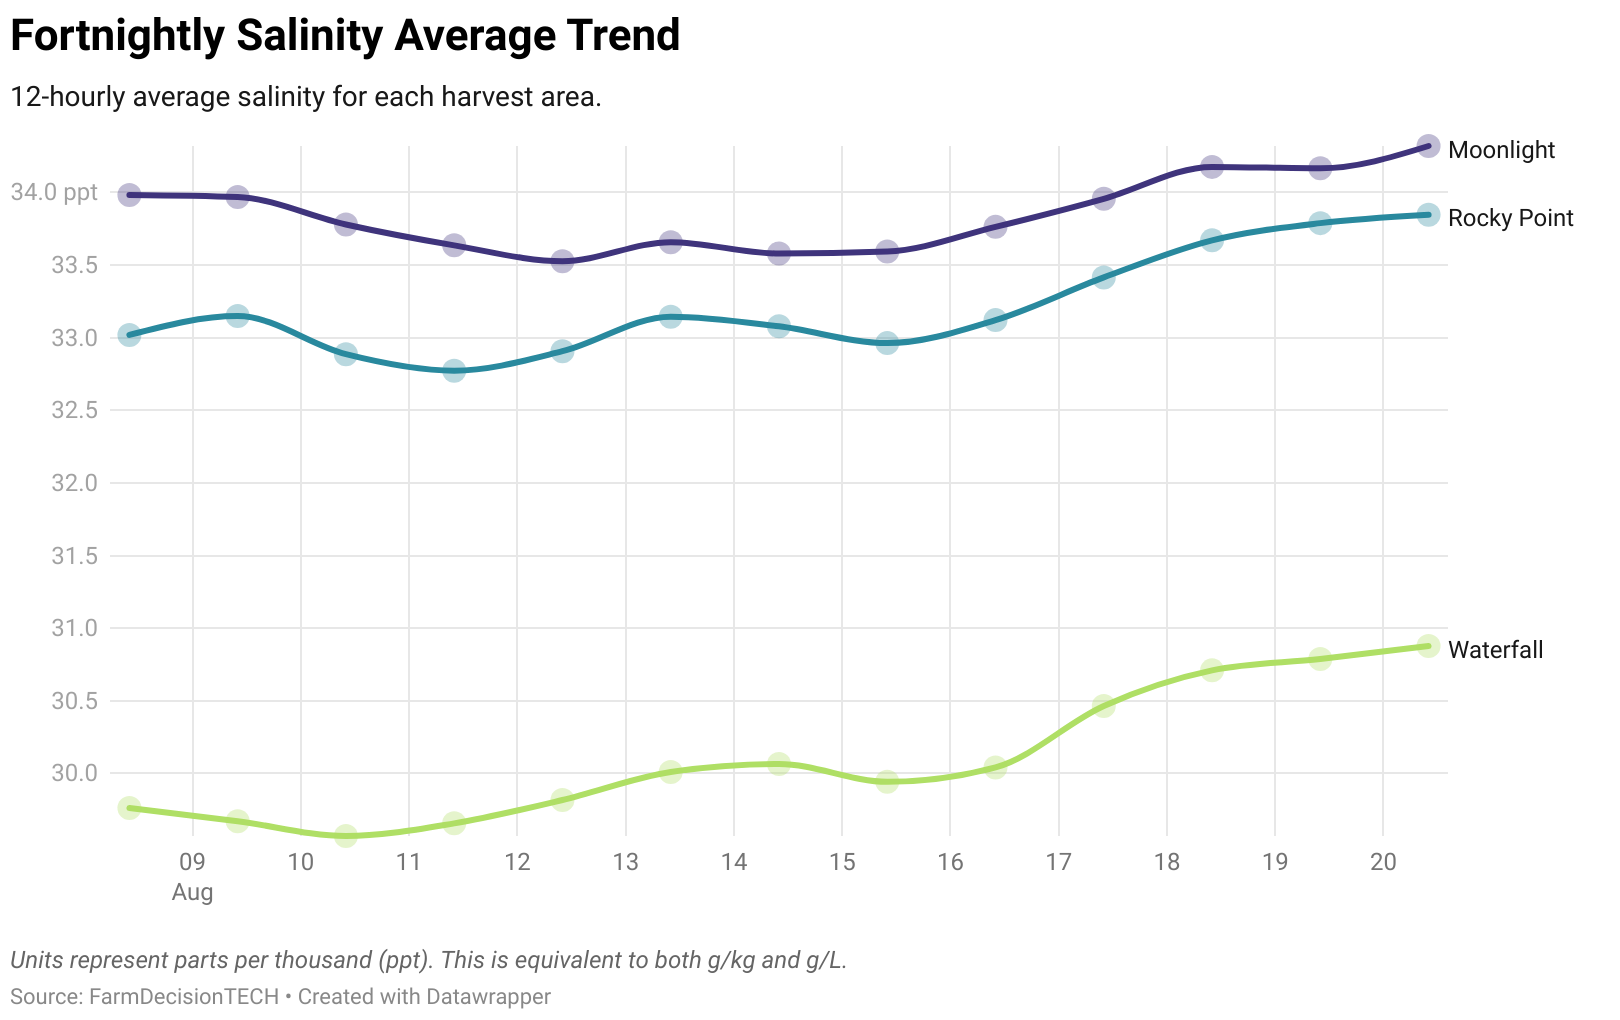 Fortnightly Salinity Average Trend
12-hourly average salinity for each harvest area.
Moonlight
34.0 ppt
Rocky Point
33.5
33.0
32.5
32.0
31.5
31.0
Waterfall
30.5
30.0
09 10 11 12 13 14 15 16 17 18 19 20
Aug
Units represent parts per thousand (ppt). This is equivalent to both g/kg and g/L.
Source: FarmDecisionTECH • Created with Datawrapper